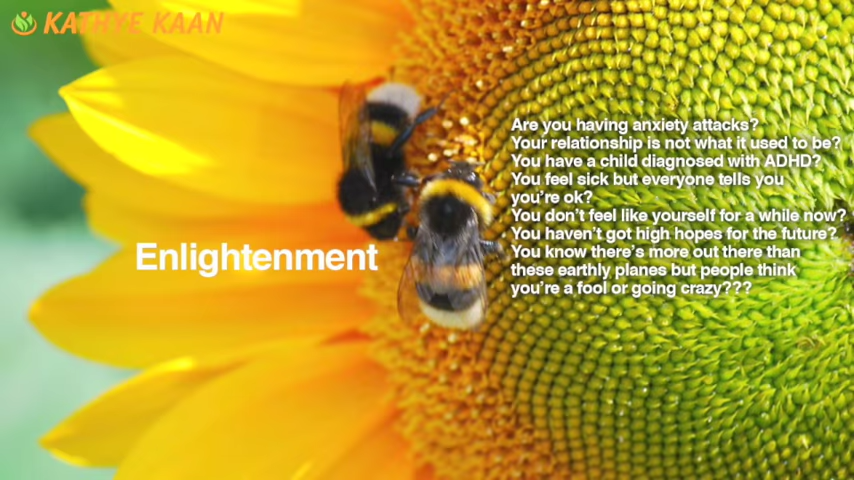 KATHYE KAAN
Are you having anxiety attacks?
Your relationship is not what it used to be?
You have a child diagnosed with ADHD?
You feel sick but everyone tells you
you're ok?
You don't feel like yourself for a while now?
You haven't got high hopes for the future?
You know there's more out there than
these earthly planes but people think
you're a fool or going crazy???
Enlightenment